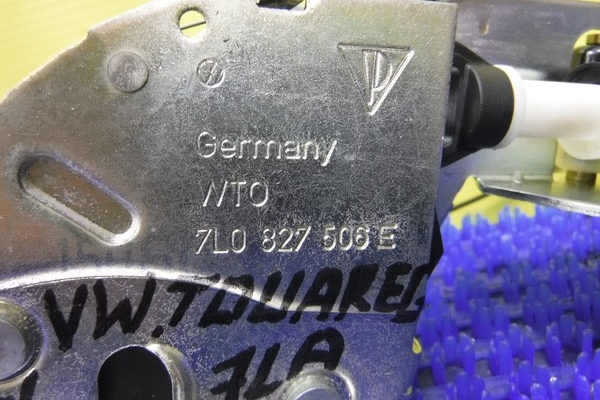 Germany
WTO
7L0 827 506 E
VW.TOUAREG
7LA